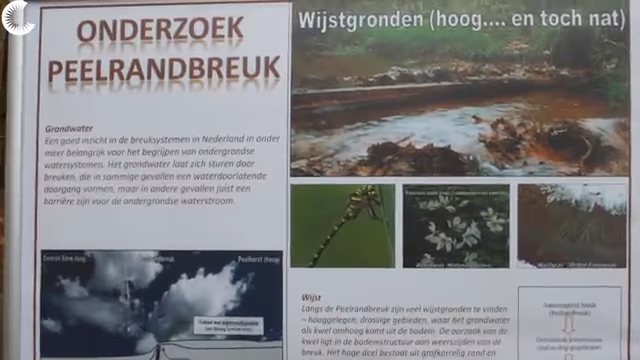 ONDERZOEK
PEELRANDBREUK
Grondwater
Een goed inzicht in de breuksystemen in Nederland in ander
meer belangrijk voor het begrijpen van ondergrondse
watersystemen. Het grondwater laat zich sturen door
breuken, die in sommige gevallen een waterdoorlatende
doorgang vormen, maar in andere gevallen juist een
barrière zijn voor de ondergrondse waterstroom.
Peelhorst (hoog)
Wijstgronden (hoog.... en toch nat)
Wijst
Langs de Peelrandbreuk zijn veel wijstgronden te vinden
– hooggelegen, drassige gebieden, waar het grondwater
als kwel omhoog komt uit de bodem. De oorzaak van de
kwel ligt in de bodemstructuur aan weerszijden van de
breuk. Het hoge deel bestaat uit grofkorrelig zand en